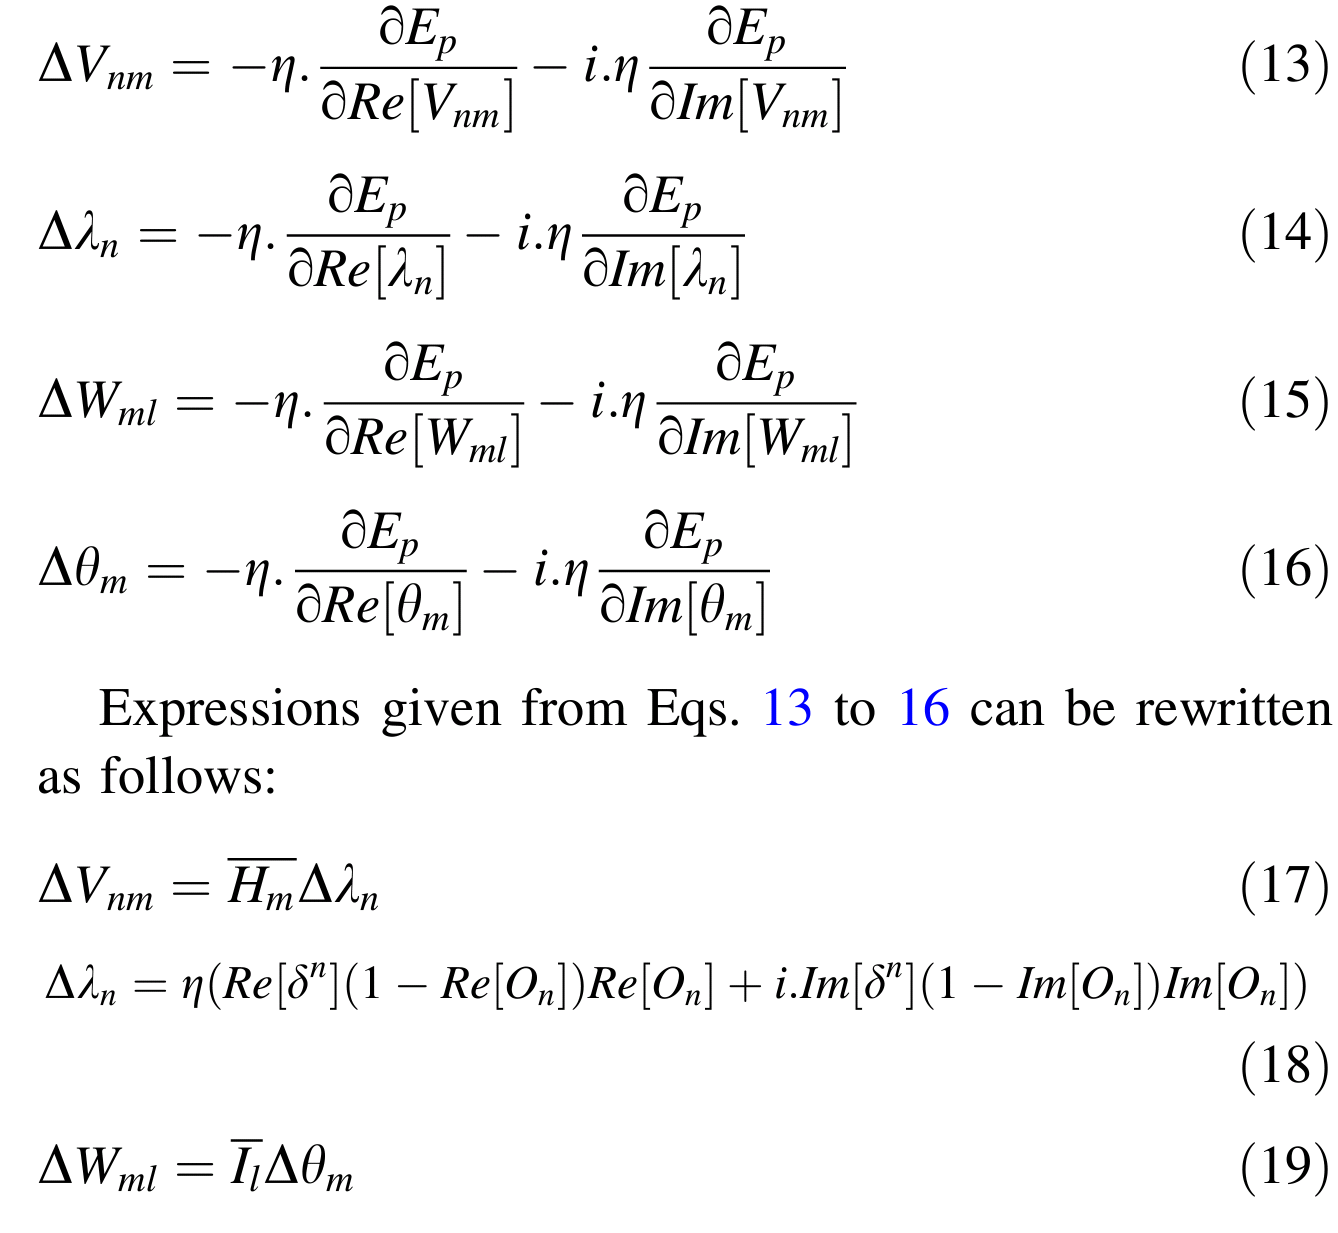 ΔV_{nm} = −η. ∂E_p/∂Re[V_{nm}] − i.η ∂E_p/∂Im[V_{nm}] (13)
Δλ_n = −η. ∂E_p/∂Re[λ_n] − i.η ∂E_p/∂Im[λ_n] (14)
ΔW_{ml} = −η. ∂E_p/∂Re[W_{ml}] − i.η ∂E_p/∂Im[W_{ml}] (15)
Δθ_m = −η. ∂E_p/∂Re[θ_m] − i.η ∂E_p/∂Im[θ_m] (16)
Expressions given from Eqs. 13 to 16 can be rewritten
as follows:
ΔV_{nm} = \overline{H_m}Δλ_n (17)
Δλ_n = η(Re[δ^n](1 − Re[O_n])Re[O_n] + i.Im[δ^n](1 − Im[O_n])Im[O_n])
(18)
ΔW_{ml} = \overline{I_l}Δθ_m (19)